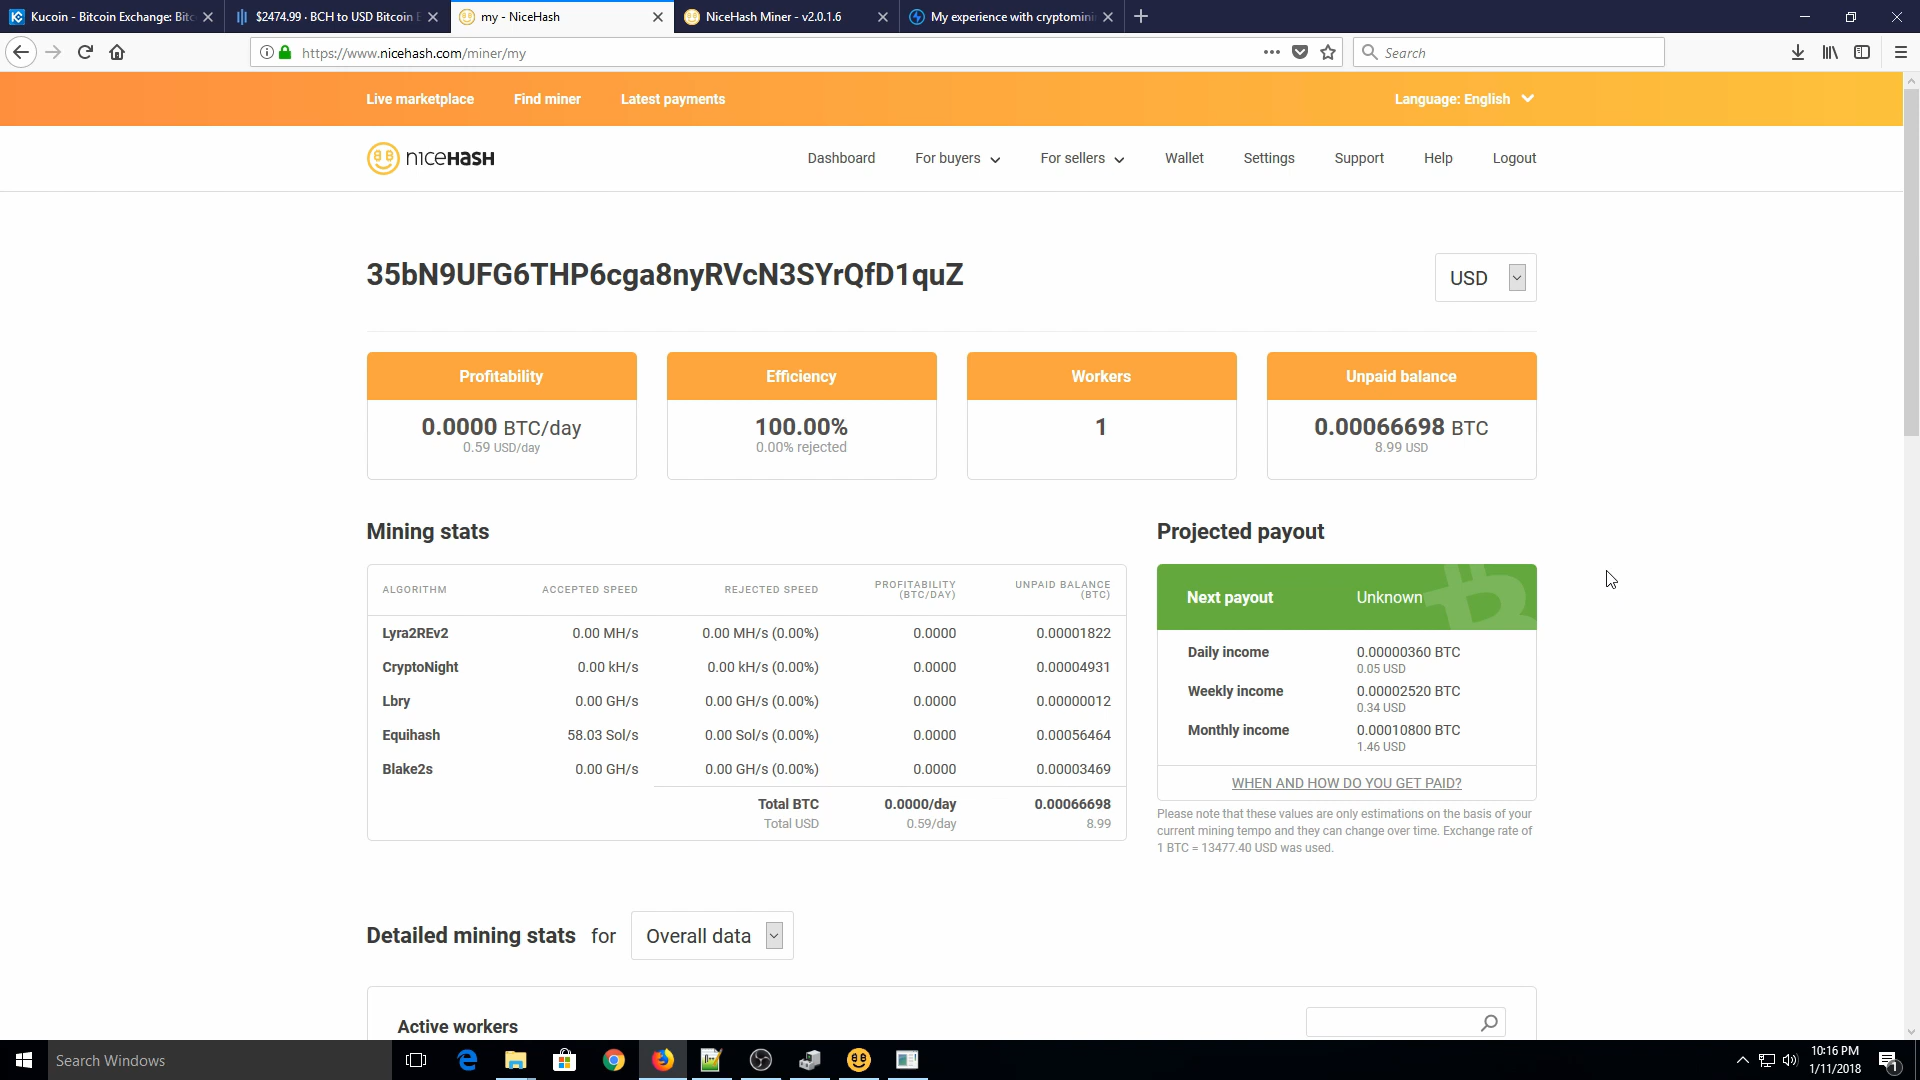 Kucoin - Bitcoin Exchange: Bitc
$2474.99 · BCH to USD Bitcoin E
my - NiceHash
NiceHash Miner - v2.0.1.6
My experience with cryptominin
https://www.nicehash.com/miner/my
Search
Live marketplace
Find miner
Latest payments
Language: English
nicehash
Dashboard
For buyers
For sellers
Wallet
Settings
Support
Help
Logout
35bN9UFG6THP6cga8nyRVcN3SYrQfD1quZ
USD
Profitability
0.0000 BTC/day
0.59 USD/day
Efficiency
100.00%
0.00% rejected
Workers
1
Unpaid balance
0.00066698 BTC
8.99 USD
Mining stats
ALGORITHM ACCEPTED SPEED REJECTED SPEED PROFITABILITY (BTC/DAY) UNPAID BALANCE (BTC)
Lyra2REv2 0.00 MH/s 0.00 MH/s (0.00%) 0.0000 0.00001822
CryptoNight 0.00 kH/s 0.00 kH/s (0.00%) 0.0000 0.00004931
Lbry 0.00 GH/s 0.00 GH/s (0.00%) 0.0000 0.00000012
Equihash 58.03 Sol/s 0.00 Sol/s (0.00%) 0.0000 0.00056464
Blake2s 0.00 GH/s 0.00 GH/s (0.00%) 0.0000 0.00003469
Total BTC 0.0000/day 0.00066698
Total USD 0.59/day 8.99
Projected payout
Next payout Unknown
Daily income 0.00000360 BTC
0.05 USD
Weekly income 0.00002520 BTC
0.34 USD
Monthly income 0.00010800 BTC
1.46 USD
WHEN AND HOW DO YOU GET PAID?
Please note that these values are only estimations on the basis of your
current mining tempo and they can change over time. Exchange rate of
1 BTC = 13477.40 USD was used.
Detailed mining stats for Overall data
Active workers
Search Windows
10:16 PM
1/11/2018
1